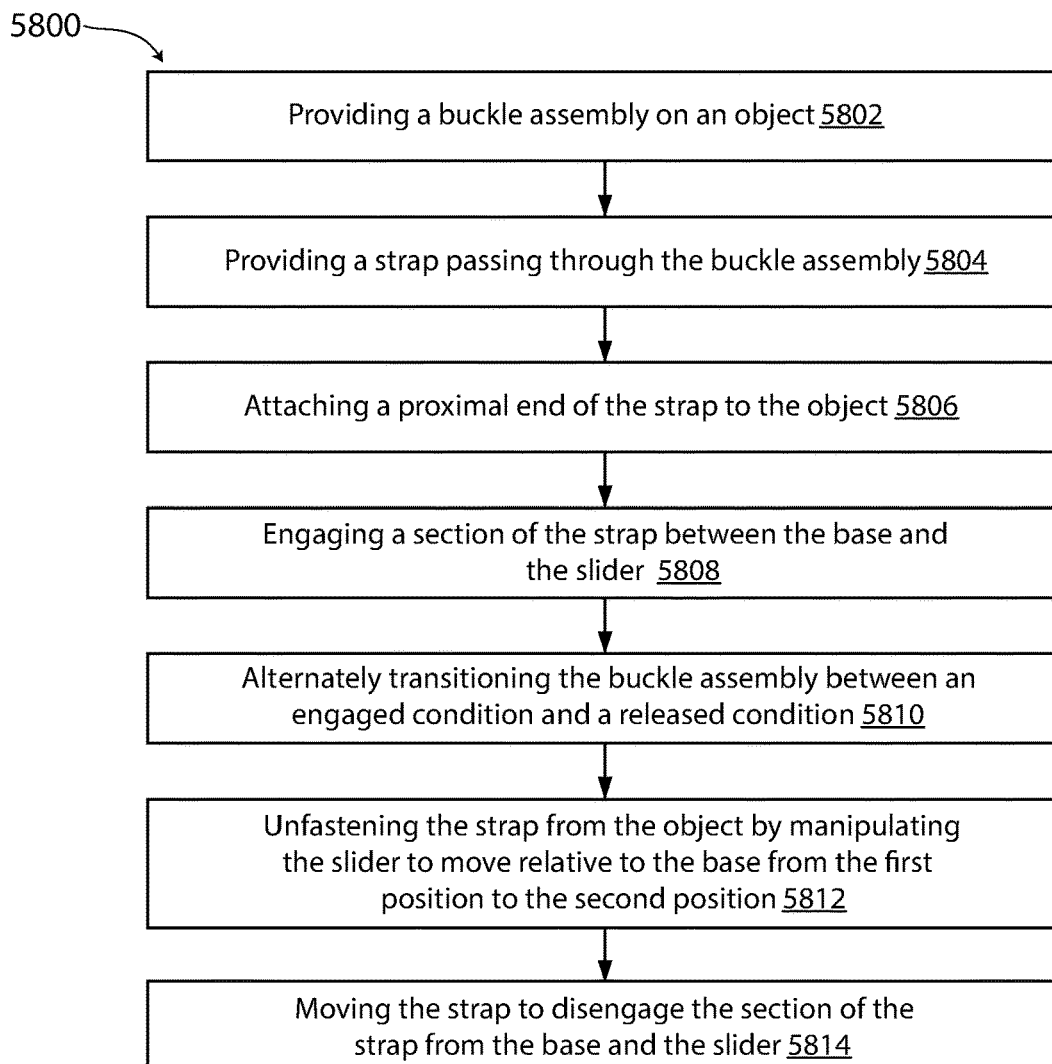 5800
Providing a buckle assembly on an object 5802
Providing a strap passing through the buckle assembly 5804
Attaching a proximal end of the strap to the object 5806
Engaging a section of the strap between the base and
the slider 5808
Alternately transitioning the buckle assembly between an
engaged condition and a released condition 5810
Unfastening the strap from the object by manipulating
the slider to move relative to the base from the first
position to the second position 5812
Moving the strap to disengage the section of the
strap from the base and the slider 5814